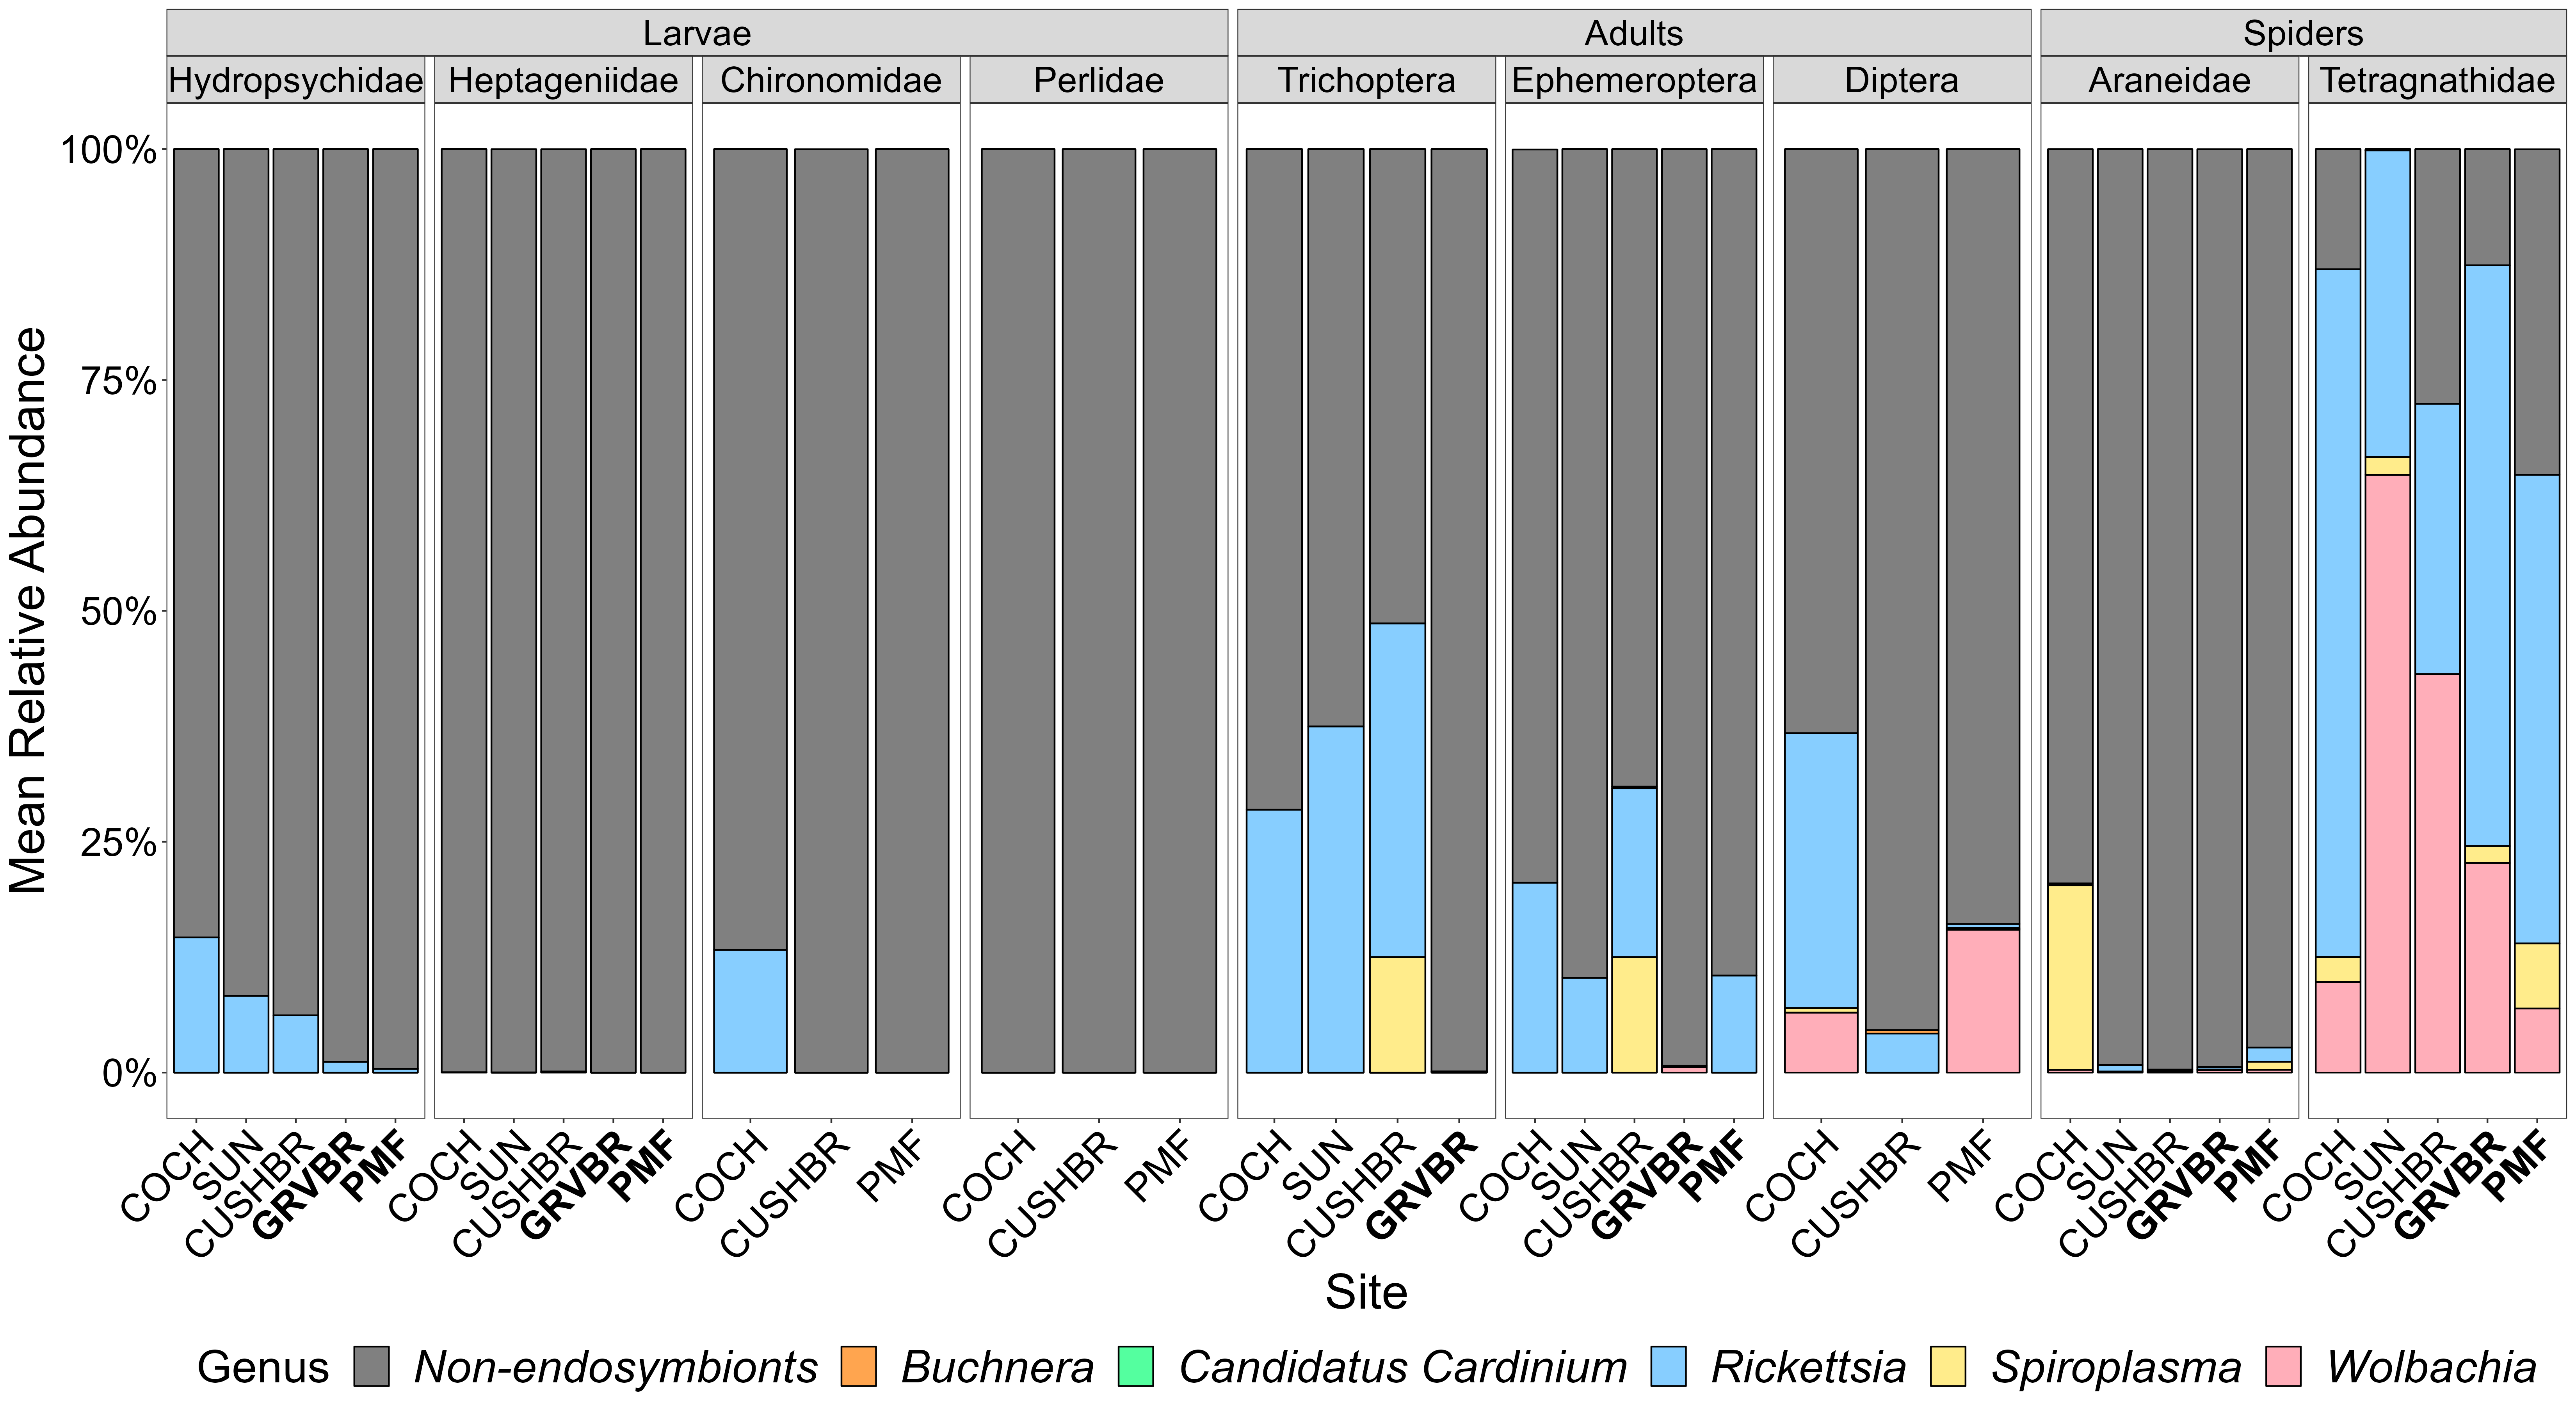 Larvae Adults Spiders
Hydropsychidae Heptageniidae Chironomidae Perlidae Trichoptera Ephemeroptera Diptera Araneidae Tetragnathidae
Mean Relative Abundance
100%
75%
50%
25%
0%
COCH SUN CUSHBR GRVBR PMF COCH SUN CUSHBR GRVBR PMF COCH CUSHBR PMF COCH CUSHBR PMF COCH SUN CUSHBR GRVBR COCH SUN CUSHBR GRVBR PMF COCH CUSHBR PMF COCH SUN CUSHBR GRVBR PMF COCH SUN CUSHBR GRVBR PMF
Site
Genus Non-endosymbionts Buchnera Candidatus Cardinium Rickettsia Spiroplasma Wolbachia